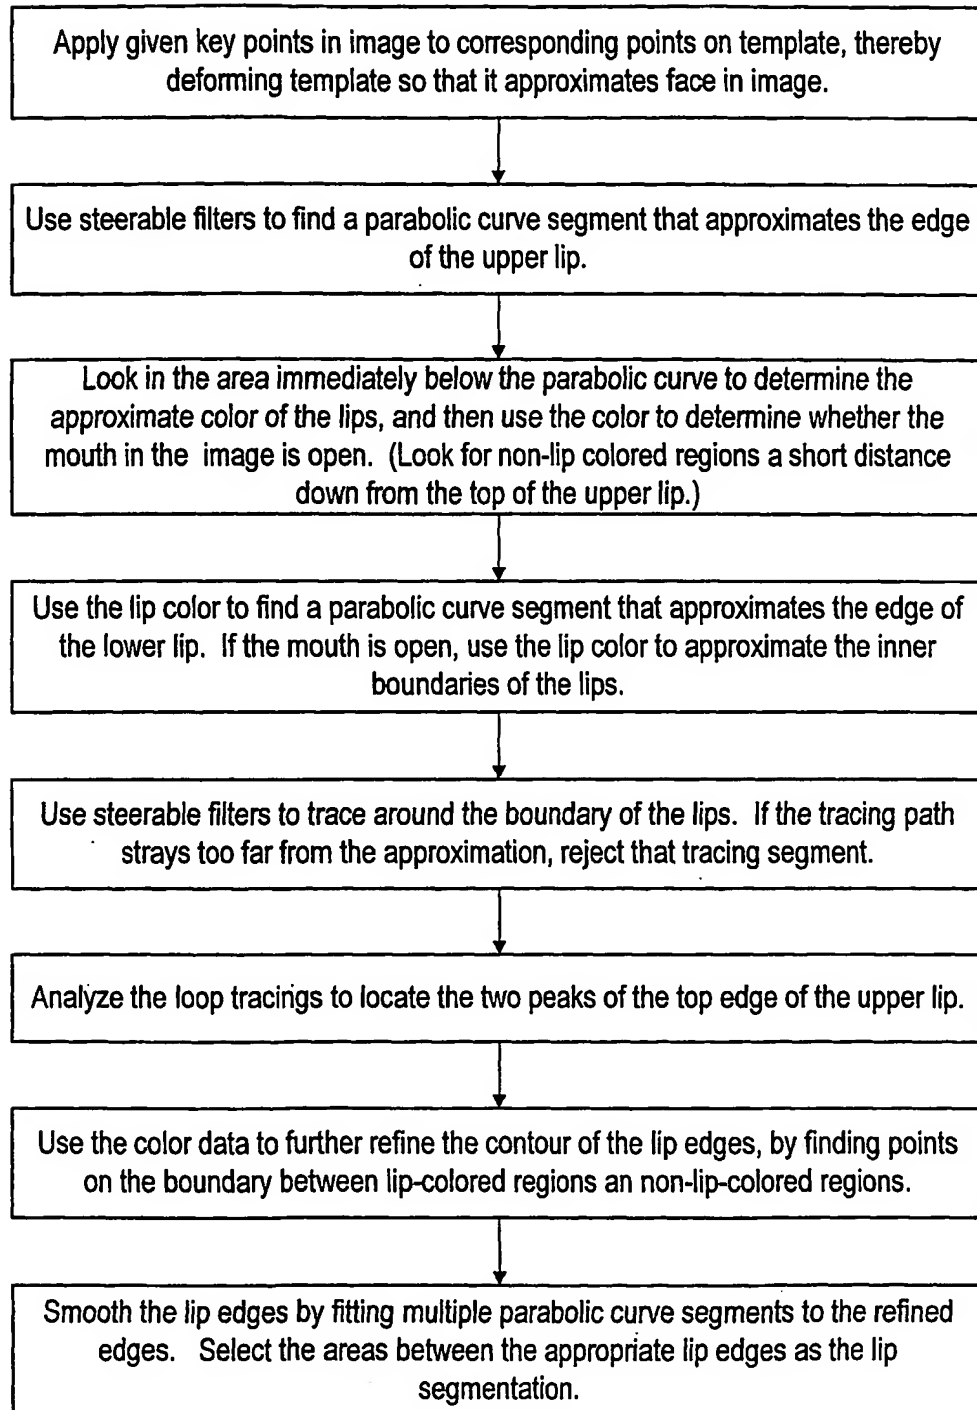 Apply given key points in image to corresponding points on template, thereby
deforming template so that it approximates face in image.
Use steerable filters to find a parabolic curve segment that approximates the edge
of the upper lip.
Look in the area immediately below the parabolic curve to determine the
approximate color of the lips, and then use the color to determine whether the
mouth in the image is open. (Look for non-lip colored regions a short distance
down from the top of the upper lip.)
Use the lip color to find a parabolic curve segment that approximates the edge of
the lower lip. If the mouth is open, use the lip color to approximate the inner
boundaries of the lips.
Use steerable filters to trace around the boundary of the lips. If the tracing path
strays too far from the approximation, reject that tracing segment.
Analyze the loop tracings to locate the two peaks of the top edge of the upper lip.
Use the color data to further refine the contour of the lip edges, by finding points
on the boundary between lip-colored regions an non-lip-colored regions.
Smooth the lip edges by fitting multiple parabolic curve segments to the refined
edges. Select the areas between the appropriate lip edges as the lip
segmentation.